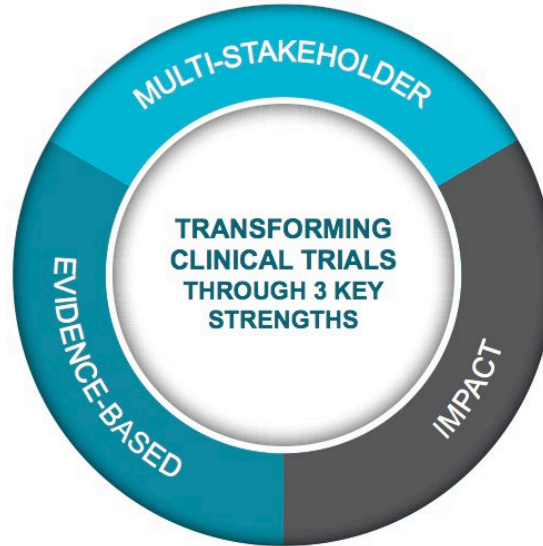 MULTI-STAKEHOLDER
TRANSFORMING
CLINICAL TRIALS
THROUGH 3 KEY
STRENGTHS
EVIDENCE-BASED
IMPACT